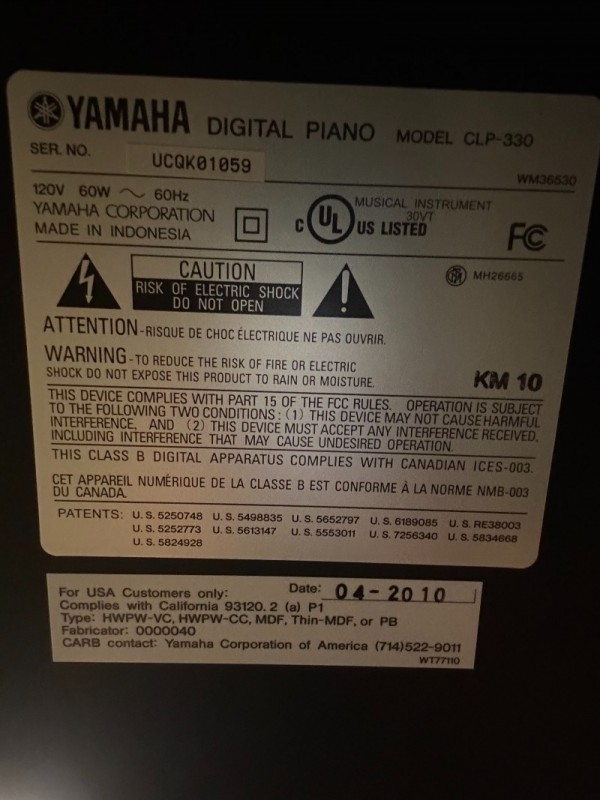 YAMAHA DIGITAL PIANO MODEL CLP-330
SER. NO. UCQK01059
WM36530
120V 60W ~ 60Hz
YAMAHA CORPORATION
MADE IN INDONESIA
C UL US LISTED
MUSICAL INSTRUMENT
30VT
FC
MH26665
CAUTION
RISK OF ELECTRIC SHOCK
DO NOT OPEN
ATTENTION-RISQUE DE CHOC ÉLECTRIQUE NE PAS OUVRIR.
WARNING-TO REDUCE THE RISK OF FIRE OR ELECTRIC
SHOCK DO NOT EXPOSE THIS PRODUCT TO RAIN OR MOISTURE.
KM 10
THIS DEVICE COMPLIES WITH PART 15 OF THE FCC RULES. OPERATION IS SUBJECT
TO THE FOLLOWING TWO CONDITIONS: (1) THIS DEVICE MAY NOT CAUSE HARMFUL
INTERFERENCE, AND (2) THIS DEVICE MUST ACCEPT ANY INTERFERENCE RECEIVED,
INCLUDING INTERFERENCE THAT MAY CAUSE UNDESIRED OPERATION.
THIS CLASS B DIGITAL APPARATUS COMPLIES WITH CANADIAN ICES-003.
CET APPAREIL NUMÉRIQUE DE LA CLASSE B EST CONFORME À LA NORME NMB-003
DU CANADA.
PATENTS: U.S. 5250748 U.S. 5498835 U.S. 5652797 U.S. 6189085 U.S. RE38003
U.S. 5252773 U.S. 5613147 U.S. 5553011 U.S. 7256340 U.S. 5834668
U.S. 5824928
For USA Customers only: Date: 04-2010
Complies with California 93120.2 (a) P1
Type: HWPW-VC, HWPW-CC, MDF, Thin-MDF, or PB
Fabricator: 0000040
CARB contact: Yamaha Corporation of America (714)522-9011
WT77110